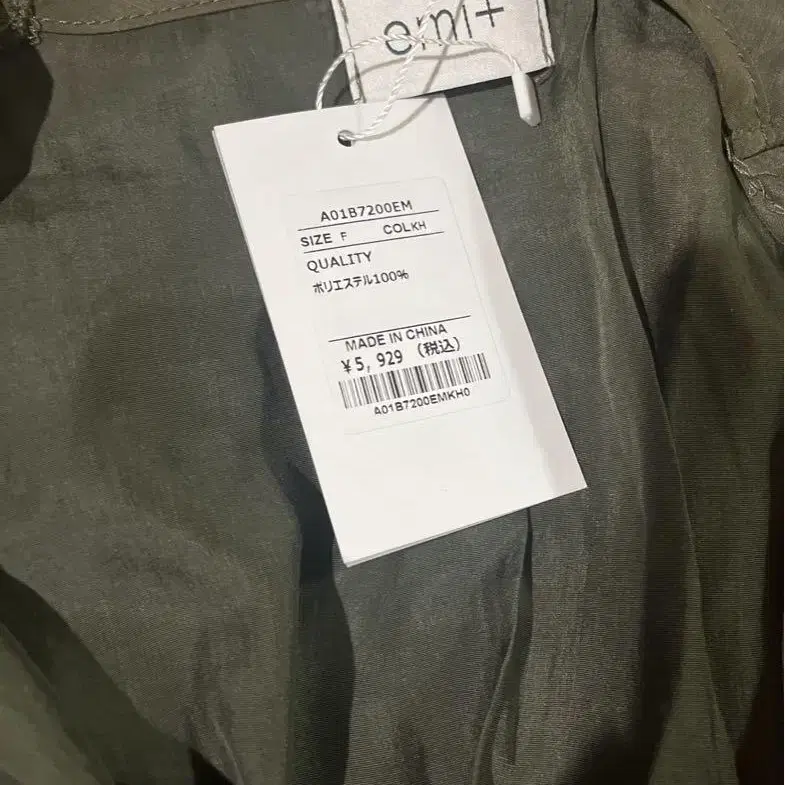 emi+
A01B7200EM
SIZE F COLKH
QUALITY
ポリエステル100%
MADE IN CHINA
¥5,929 (税込)
A01B7200EMKH0